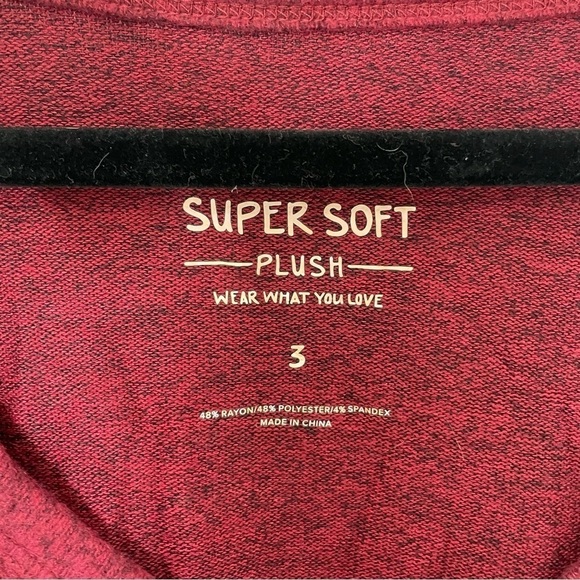 SUPER SOFT
PLUSH
WEAR WHAT YOU LOVE
3
48% RAYON/48% POLYESTER/4% SPANDEX
MADE IN CHINA